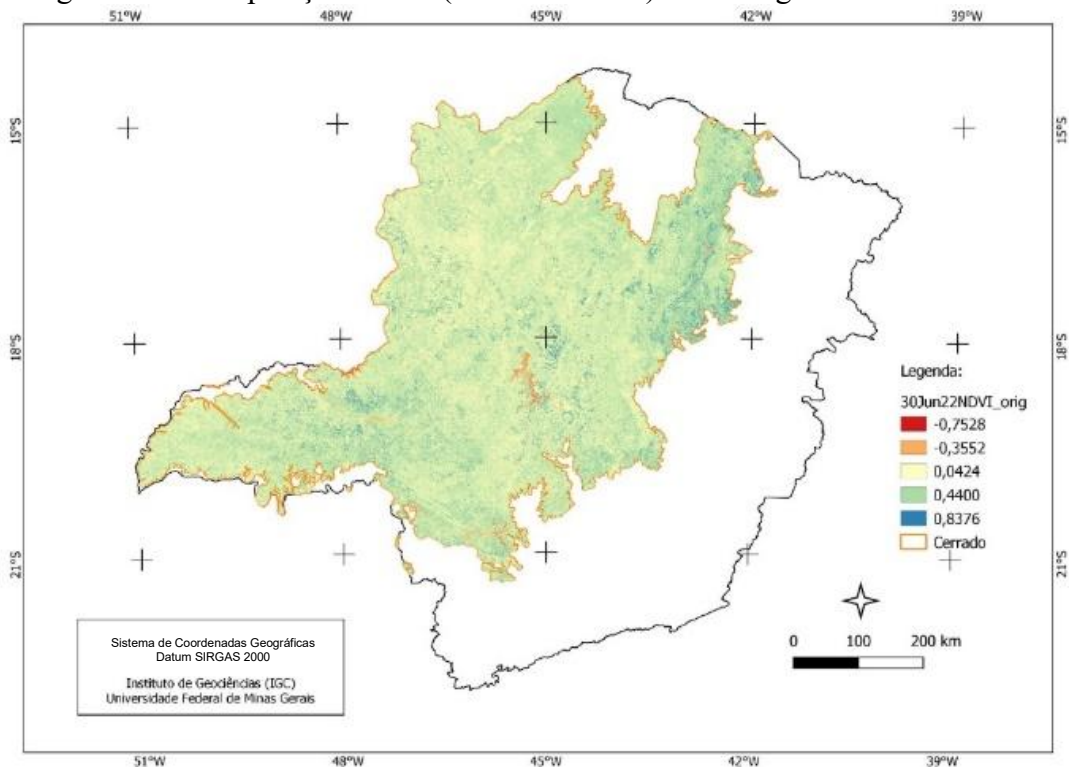 51°W 48°W 45°W 42°W 39°W
15°S 15°S
18°S 18°S
Legenda:
30Jun22NDVI_orig
-0,7528
-0,3552
0,0424
0,4400
0,8376
Cerrado
21°S 21°S
0 100 200 km
Sistema de Coordenadas Geográficas
Datum SIRGAS 2000
Instituto de Geociências (IGC)
Universidade Federal de Minas Gerais
51°W 48°W 45°W 42°W 39°W